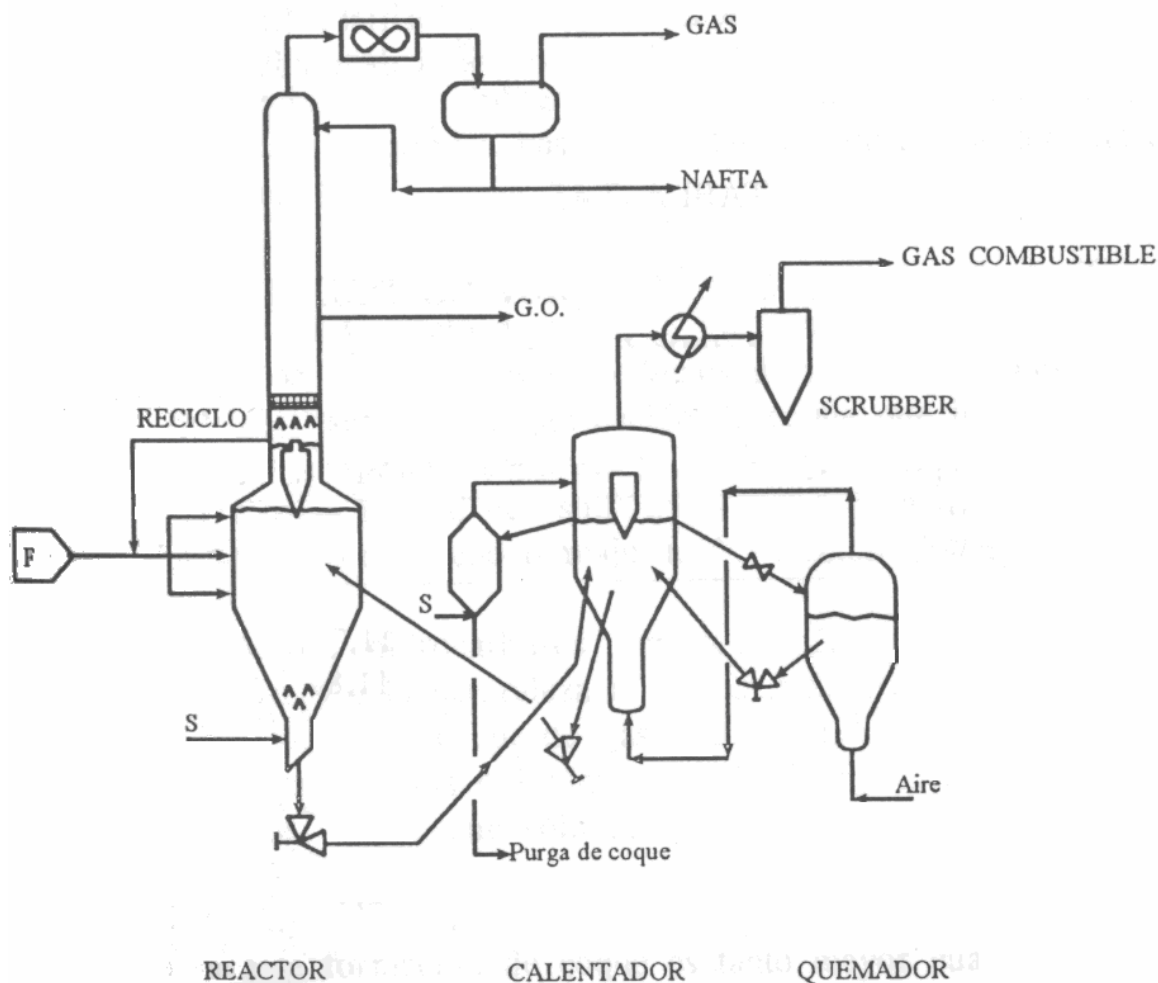 GAS
NAFTA
GAS COMBUSTIBLE
G.O.
SCRUBBER
RECICLO
F
S
S
Aire
Purga de coque
REACTOR
CALENTADOR
QUEMADOR